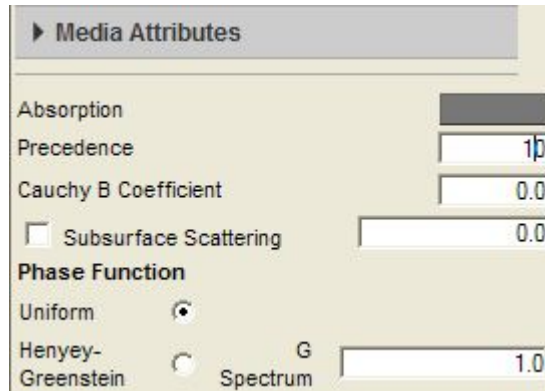 Media Attributes
Absorption
Precedence 10
Cauchy B Coefficient 0.0
Subsurface Scattering 0.0
Phase Function
Uniform
Henyey- G
Greenstein Spectrum 1.0